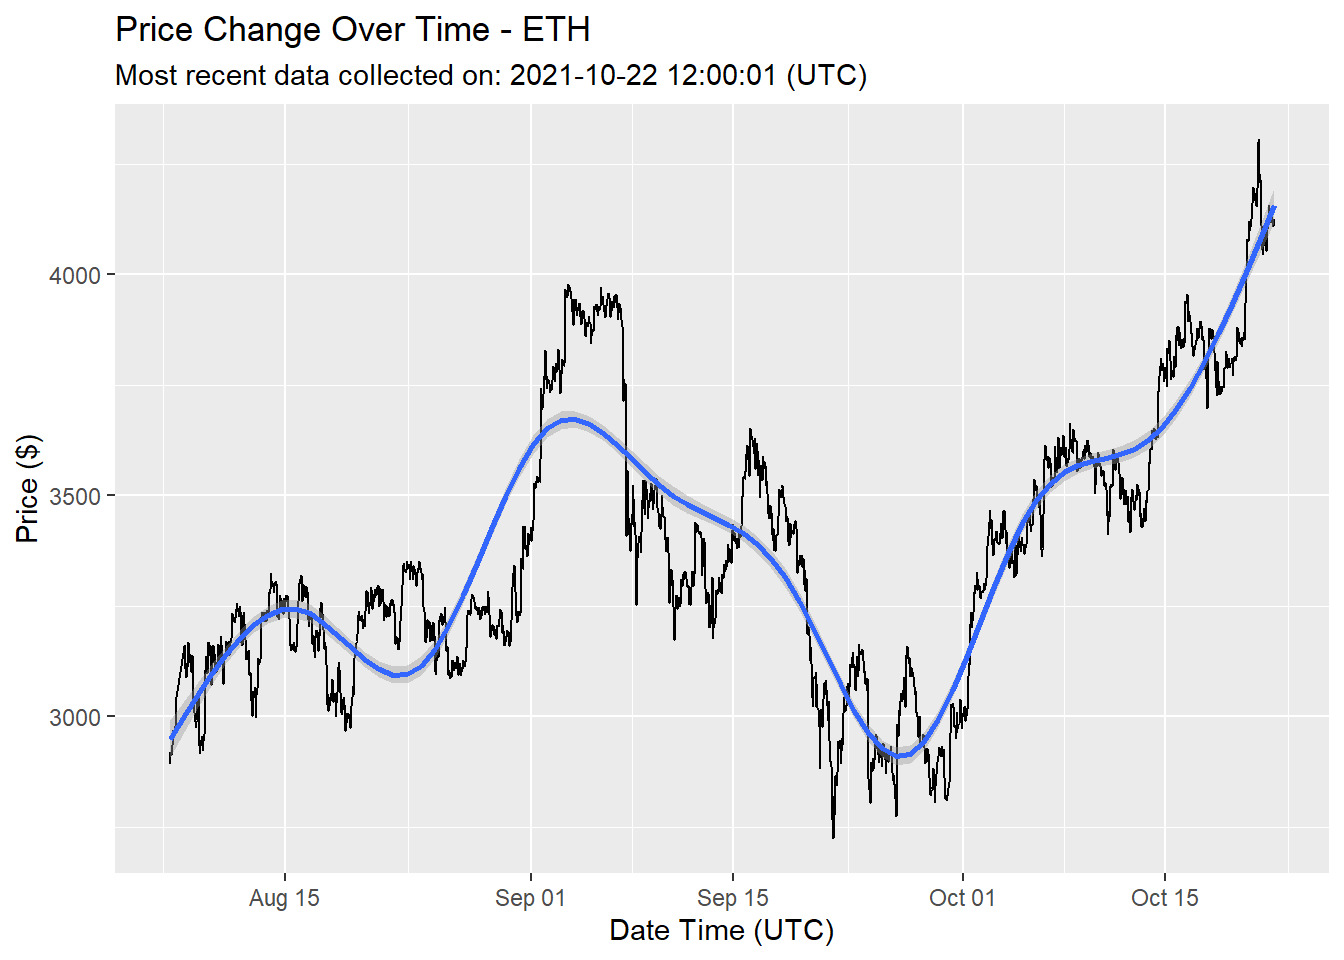 Price Change Over Time - ETH
Most recent data collected on: 2021-10-22 12:00:01 (UTC)
Price ($)
4000
3500
3000
Aug 15
Sep 01
Sep 15
Oct 01
Oct 15
Date Time (UTC)